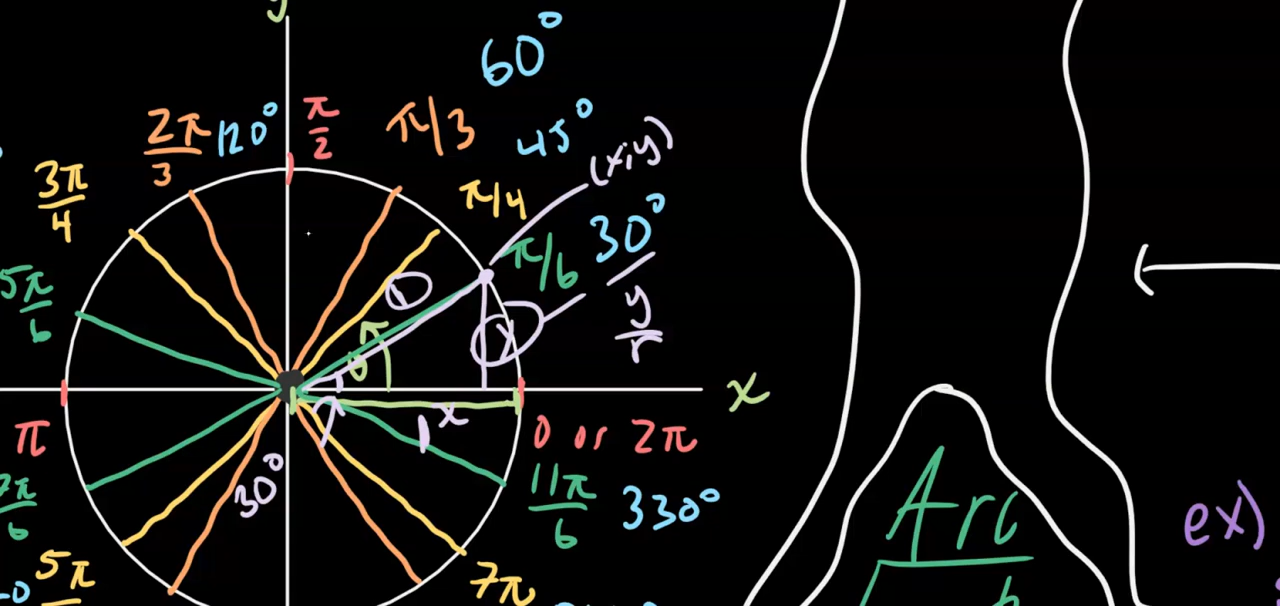 y
60°
2π/3 120°
π/2
π/3
45°
(x,y)
3π/4
π/4
30°
5π/6
π/6
1
y
y/r
θ
x
x
1
π
0 or 2π
30°
11π/6
330°
Arc
ex)
5π
7π